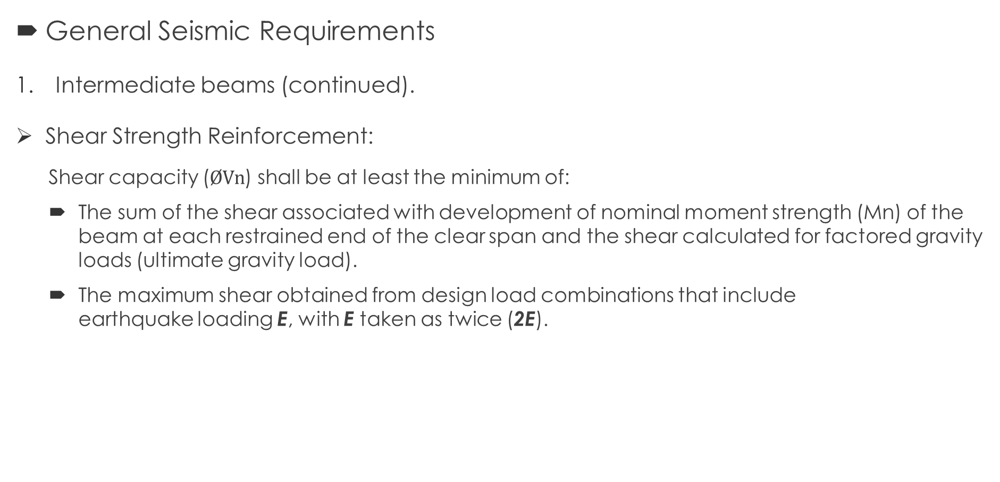 General Seismic Requirements
1. Intermediate beams (continued).
Shear Strength Reinforcement:
Shear capacity (ØVn) shall be at least the minimum of:
The sum of the shear associated with development of nominal moment strength (Mn) of the
beam at each restrained end of the clear span and the shear calculated for factored gravity
loads (ultimate gravity load).
The maximum shear obtained from design load combinations that include
earthquake loading E, with E taken as twice (2E).